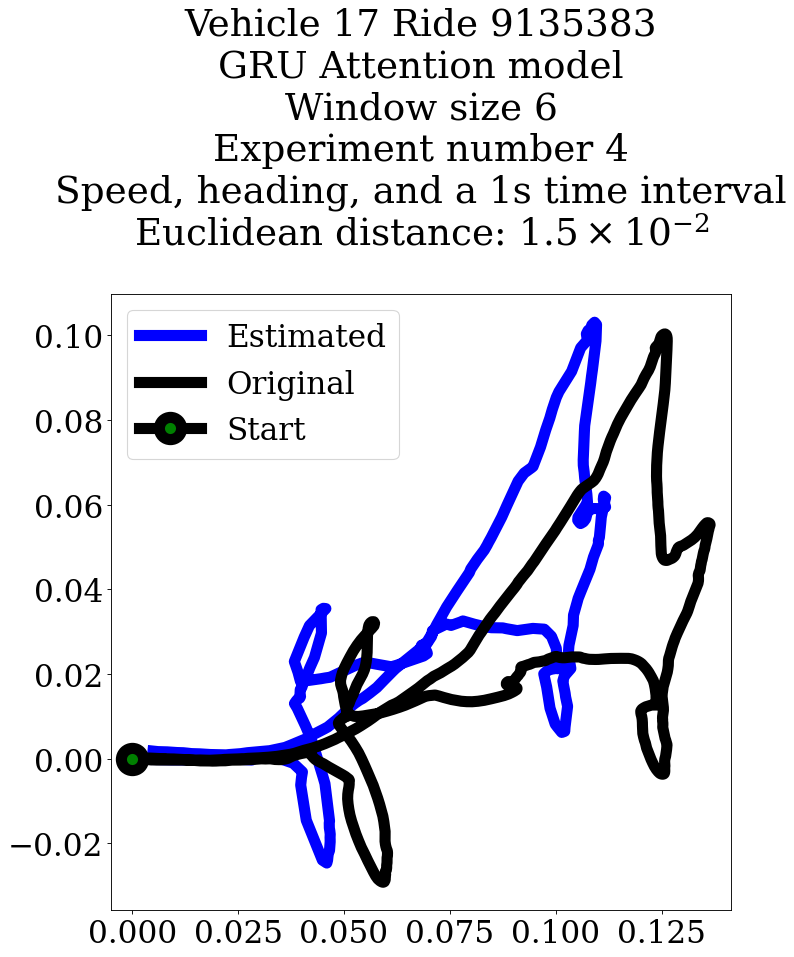 Vehicle 17 Ride 9135383
GRU Attention model
Window size 6
Experiment number 4
Speed, heading, and a 1s time interval
Euclidean distance: 1.5 × 10⁻²
Estimated
Original
Start
0.10
0.08
0.06
0.04
0.02
0.00
−0.02
0.000 0.025 0.050 0.075 0.100 0.125